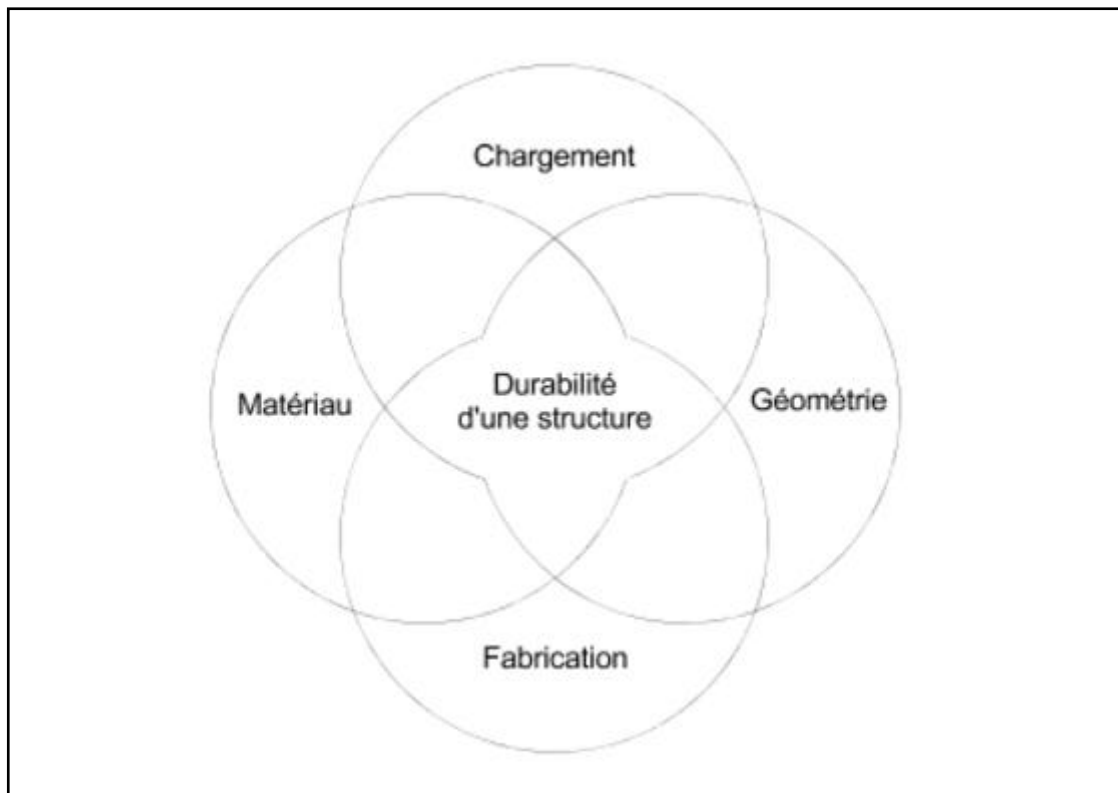 Chargement
Matériau
Durabilité
d'une structure
Géométrie
Fabrication